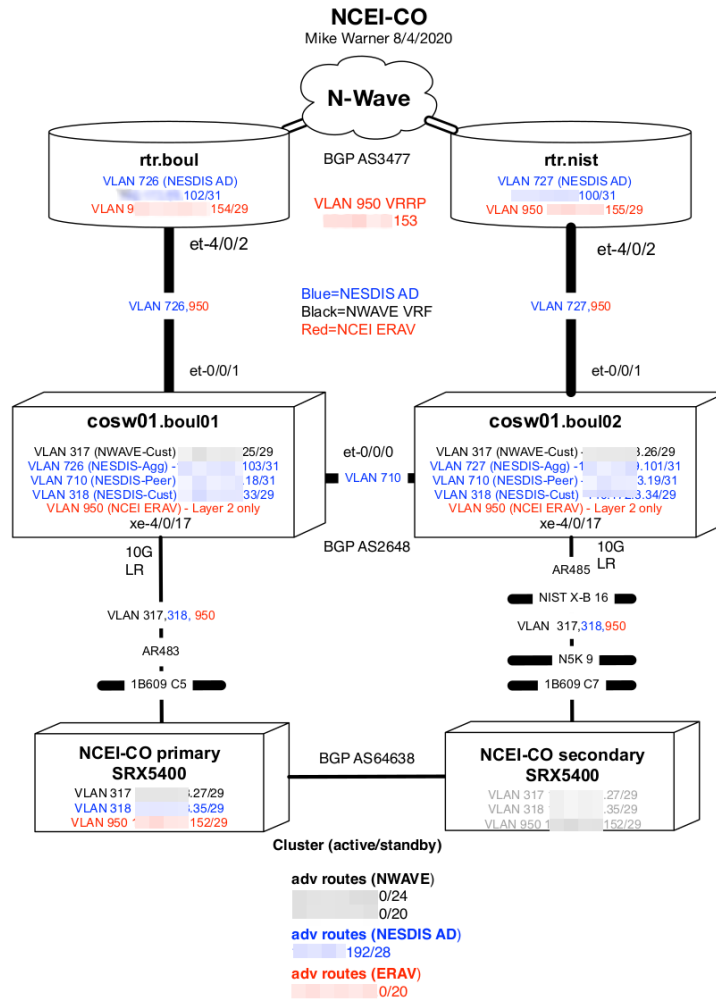 NCEI-CO
Mike Warner 8/4/2020
N-Wave
rtr.boul
VLAN 726 (NESDIS AD)
102/31
VLAN 9 154/29
BGP AS3477
VLAN 950 VRRP
153
rtr.nist
VLAN 727 (NESDIS AD)
100/31
VLAN 950 155/29
et-4/0/2
et-4/0/2
VLAN 726,950
Blue=NESDIS AD
Black=NWAVE VRF
Red=NCEI ERAV
VLAN 727,950
et-0/0/1
et-0/0/1
cosw01.boul01
VLAN 317 (NWAVE-Cust) 25/29
VLAN 726 (NESDIS-Agg) - 103/31
VLAN 710 (NESDIS-Peer) .18/31
VLAN 318 (NESDIS-Cust) 33/29
VLAN 950 (NCEI ERAV) - Layer 2 only
xe-4/0/17
et-0/0/0
VLAN 710
cosw01.boul02
VLAN 317 (NWAVE-Cust) - .26/29
VLAN 727 (NESDIS-Agg) - .101/31
VLAN 710 (NESDIS-Peer) - 3.19/31
VLAN 318 (NESDIS-Cust) - .34/29
VLAN 950 (NCEI ERAV) - Layer 2 only
xe-4/0/17
BGP AS2648
10G
LR
10G
LR
AR485
NIST X-B 16
VLAN 317,318, 950
VLAN 317,318,950
AR483
N5K 9
1B609 C5
1B609 C7
NCEI-CO primary
SRX5400
VLAN 317 .27/29
VLAN 318 .35/29
VLAN 950 152/29
BGP AS64638
NCEI-CO secondary
SRX5400
VLAN 317 .27/29
VLAN 318 .35/29
VLAN 950 152/29
Cluster (active/standby)
adv routes (NWAVE)
0/24
0/20
adv routes (NESDIS AD)
192/28
adv routes (ERAV)
0/20